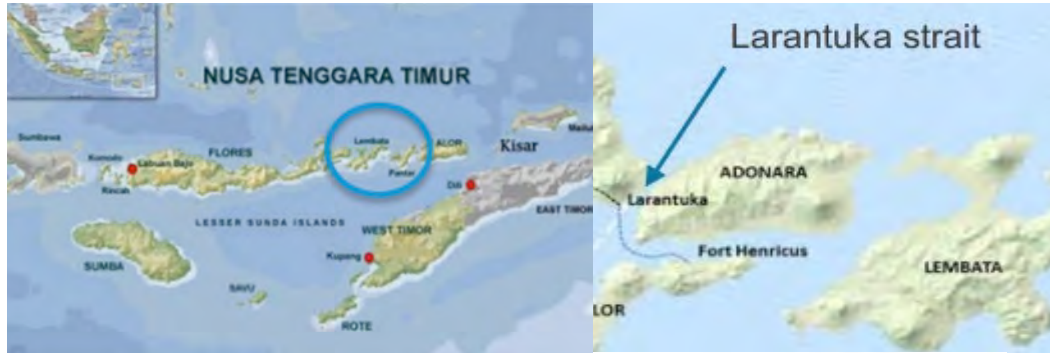 Larantuka strait
NUSA TENGGARA TIMUR
Sumbawa
Komodo
Labuan Bajo
Rincah
FLORES
Lembata
ALOR
Pantar
Kisar
Dili
EAST TIMOR
LESSER SUNDA ISLANDS
WEST TIMOR
Kupang
SUMBA
SAVU
ROTE
ADONARA
Larantuka
Fort Henricus
LEMBATA
LOR